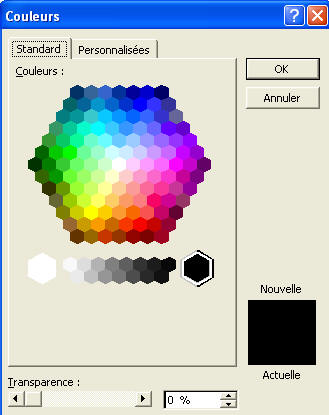 Couleurs
Standard
Personnalisées
Couleurs :
OK
Annuler
Nouvelle
Actuelle
Transparence :
0 %